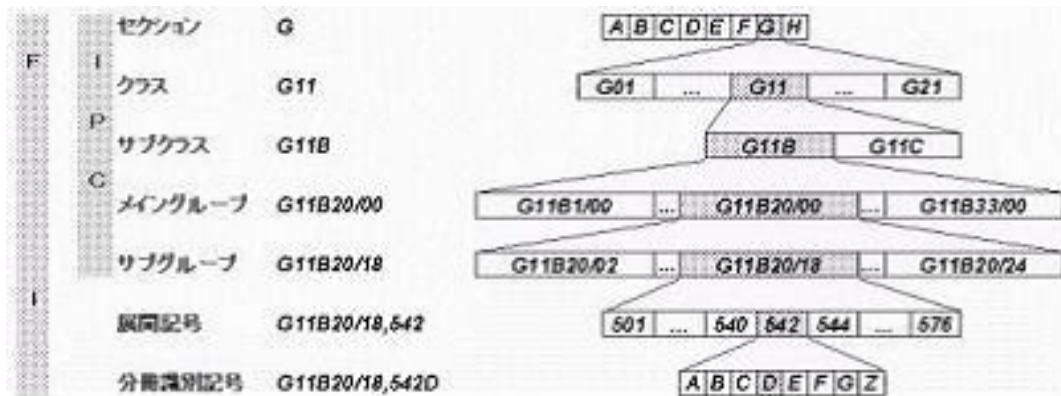 セクション G A B C D E F G H
F I
クラス G11 G01 ... G11 ... G21
P
サブクラス G11B G11B G11C
C
メイングループ G11B20/00 G11B1/00 ... G11B20/00 ... G11B33/00
サブグループ G11B20/18 G11B20/02 ... G11B20/18 ... G11B20/24
I
展開記号 G11B20/18,542 501 ... 540 542 544 ... 576
分冊識別記号 G11B20/18,542D A B C D E F G Z